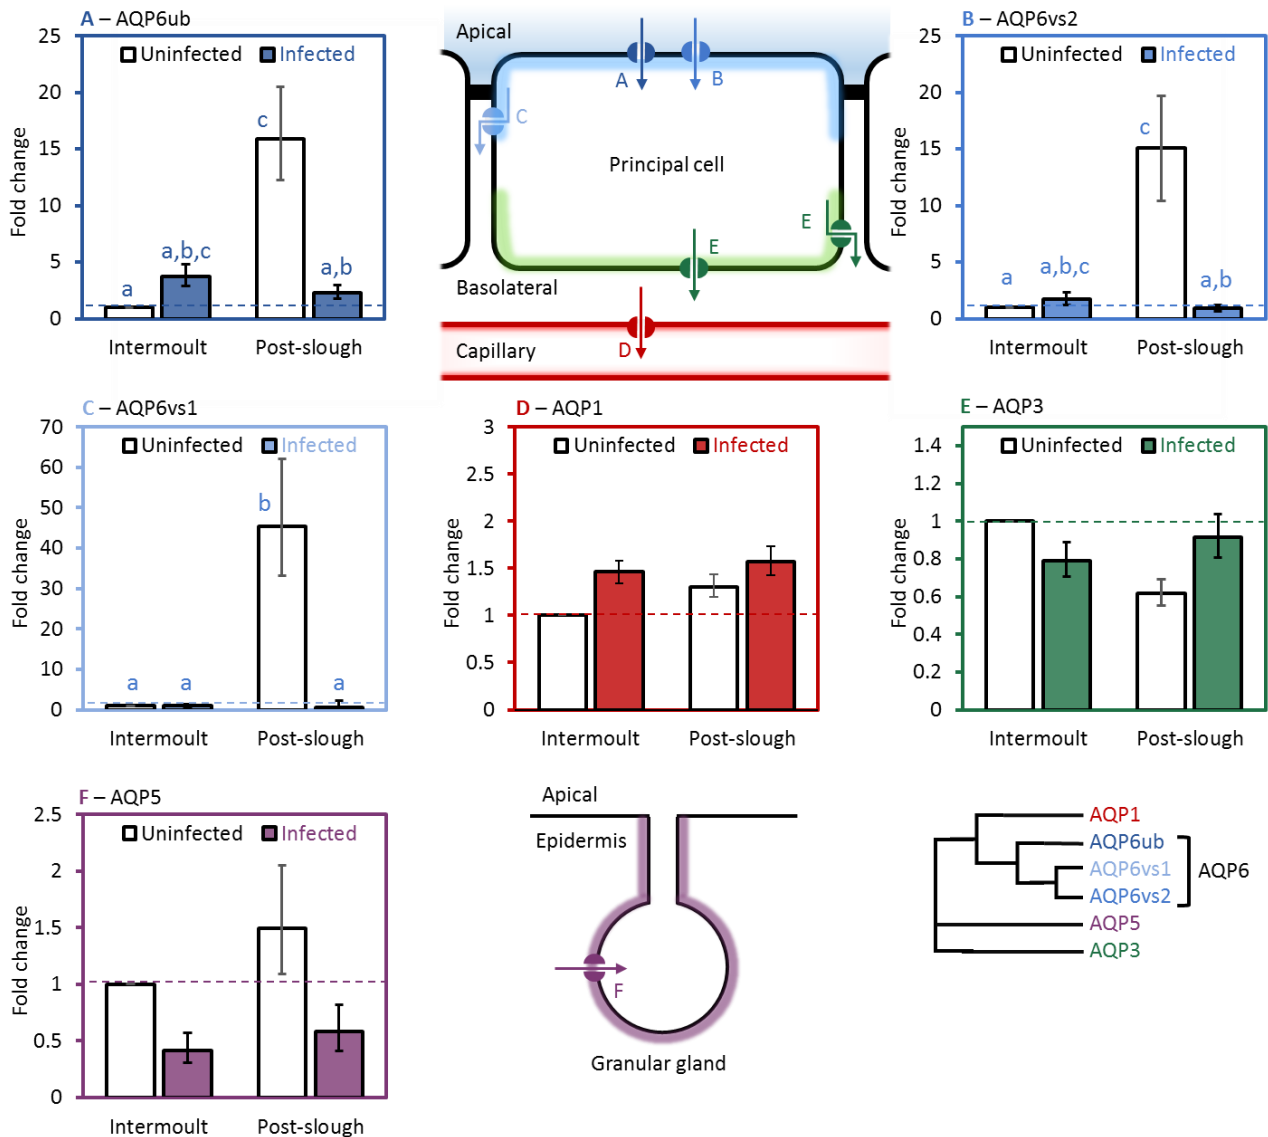 A – AQP6ub
Uninfected Infected
Fold change
25
20
15
10
5
0
a
a,b,c
c
a,b
Intermoult Post-slough
Apical
A
B
C
Principal cell
E
E
Basolateral
Capillary
D
B – AQP6vs2
Uninfected Infected
Fold change
25
20
15
10
5
0
a
a,b,c
c
a,b
Intermoult Post-slough
C – AQP6vs1
Uninfected Infected
Fold change
70
60
50
40
30
20
10
0
a
a
b
a
Intermoult Post-slough
D – AQP1
Uninfected Infected
Fold change
3
2.5
2
1.5
1
0.5
0
Intermoult Post-slough
E – AQP3
Uninfected Infected
Fold change
1.4
1.2
1
0.8
0.6
0.4
0.2
0
Intermoult Post-slough
F – AQP5
Uninfected Infected
Fold change
2.5
2
1.5
1
0.5
0
Intermoult Post-slough
Apical
Epidermis
F
Granular gland
AQP1
AQP6ub
AQP6vs1
AQP6vs2
AQP6
AQP5
AQP3